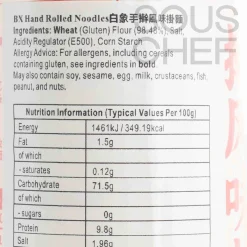 COUS
CHEF
BX Hand Rolled Noodles白象手擀風味掛麵
Ingredients: Wheat (Gluten) Flour (98.48%), Salt,
Acidity Regulator (E500), Corn Starch
Allergy Advice: For allergens, including cereals
containing gluten, see ingredients in bold.
May also contain soy, sesame, egg, milk, crustaceans, fish,
peanut, and nuts.
Nutrition Information (Typical Values Per 100g)
Energy 1461kJ / 349.19kcal
Fat 1.5g
of which
- saturates 0.12g
Carbohydrate 71.5g
of which
- sugars 0g
Protein 9.8g
Salt 1.96g